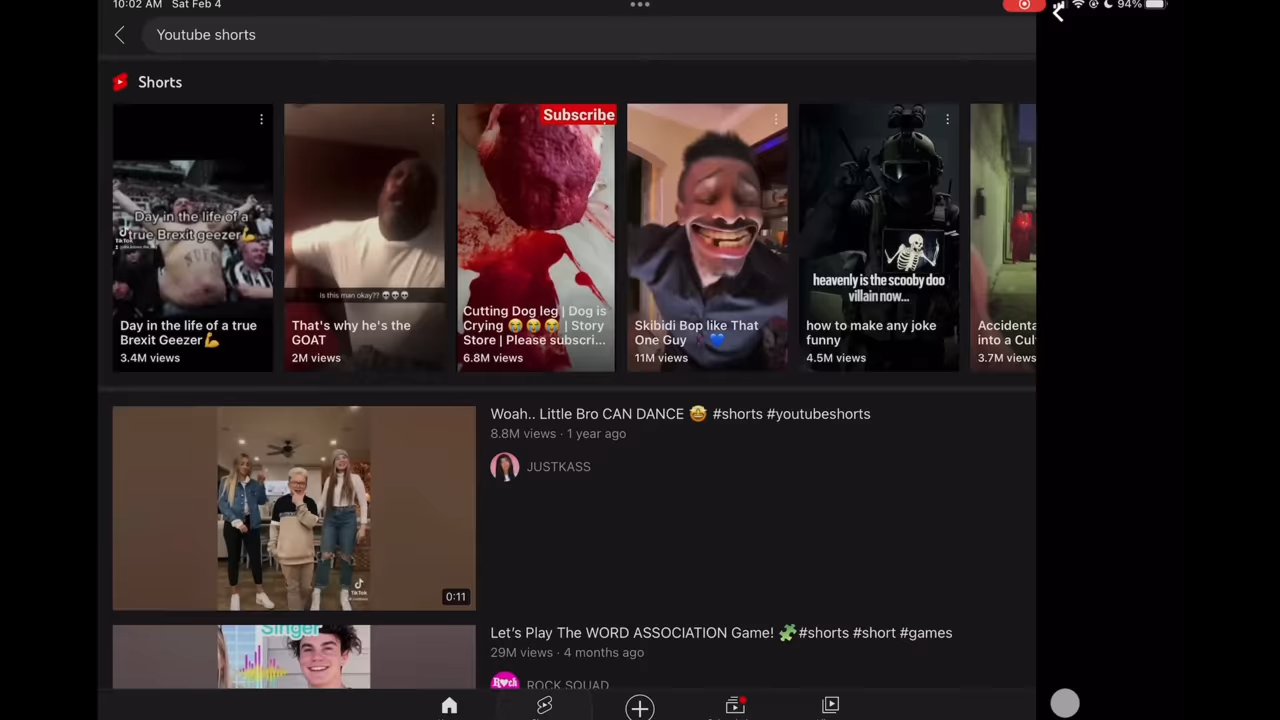 10:02 AM Sat Feb 4
94%
Youtube shorts
Shorts
Day in the life of a
true Brexit geezer💪
TikTok
Day in the life of a true
Brexit Geezer💪
3.4M views
Is this man okay?? 💀💀💀
That's why he's the
GOAT
2M views
Subscribe
Cutting Dog leg | Dog is
Crying 😭😭😭 | Story
Store | Please subscri...
6.8M views
Skibidi Bop like That
One Guy 🕺🏿💙
11M views
heavenly is the scooby doo
villain now...
how to make any joke
funny
4.5M views
Accidenta
into a Cul
3.7M views
Woah.. Little Bro CAN DANCE 🤩 #shorts #youtubeshorts
8.8M views · 1 year ago
JUSTKASS
TikTok
0:11
Singer
Let's Play The WORD ASSOCIATION Game! 🧩#shorts #short #games
29M views · 4 months ago
ROCK SQUAD